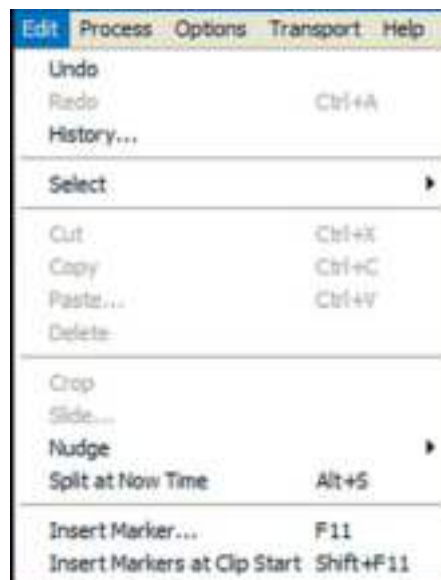 Edit Process Options Transport Help
Undo
Redo Ctrl+A
History...
Select
Cut Ctrl+X
Copy Ctrl+C
Paste... Ctrl+V
Delete
Crop
Slide...
Nudge
Split at Now Time Alt+S
Insert Marker... F11
Insert Markers at Clip Start Shift+F11